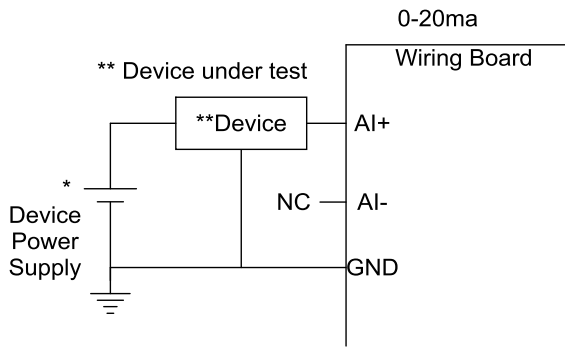 0-20ma
Wiring Board
** Device under test
**Device
AI+
*
NC
AI-
Device
Power
Supply
GND